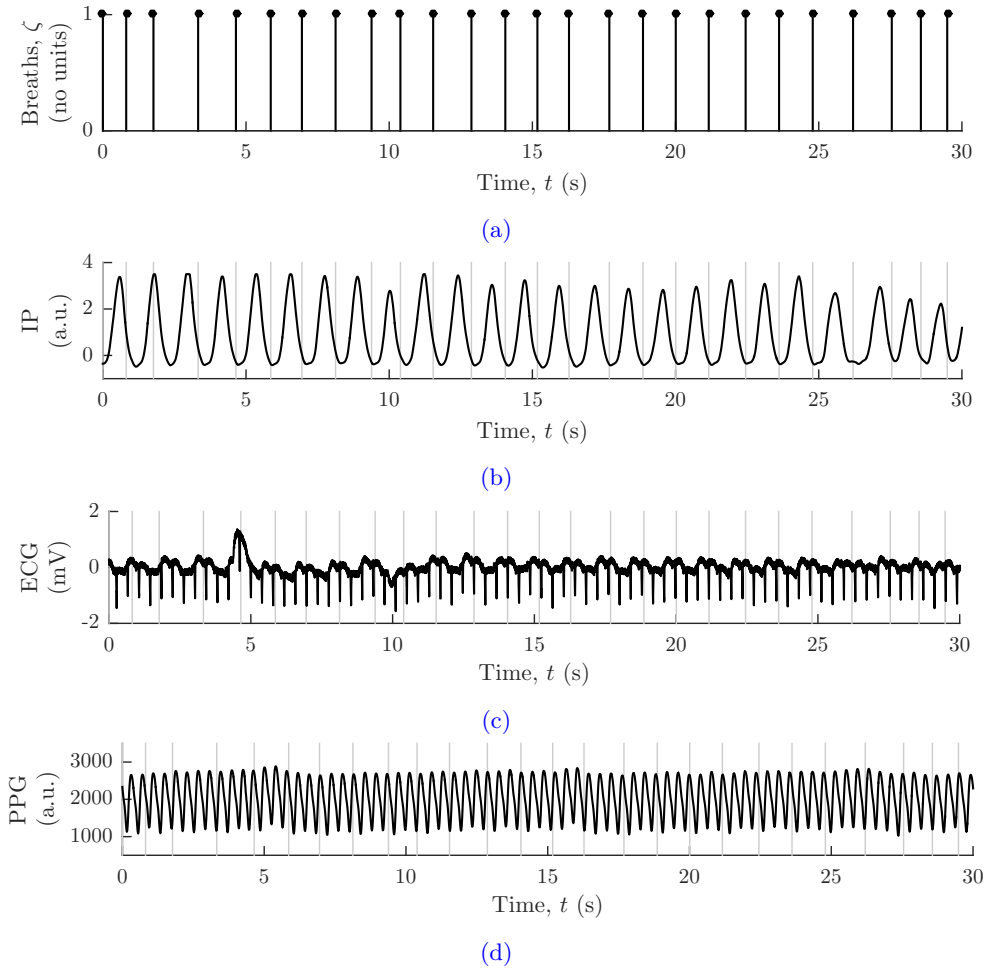 Breaths, ζ
(no units)
1
0
0 5 10 15 20 25 30
Time, t (s)
(a)
IP
(a.u.)
4
2
0
0 5 10 15 20 25 30
Time, t (s)
(b)
ECG
(mV)
2
0
-2
0 5 10 15 20 25 30
Time, t (s)
(c)
PPG
(a.u.)
3000
2000
1000
0 5 10 15 20 25 30
Time, t (s)
(d)